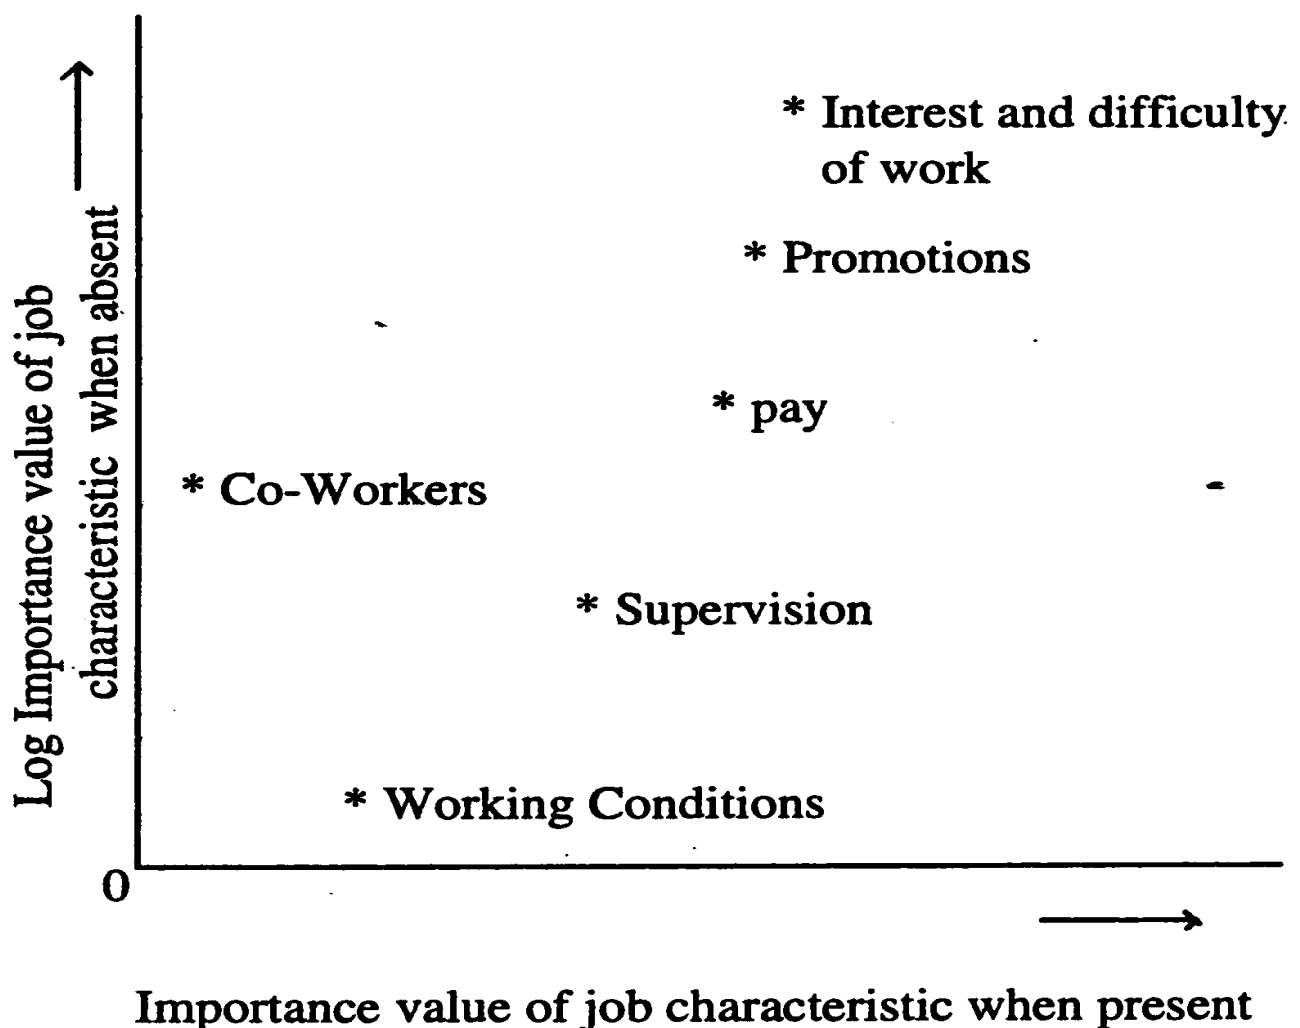 Log Importance value of job
characteristic when absent
* Interest and difficulty
of work
* Promotions
* pay
* Co-Workers
* Supervision
* Working Conditions
0
Importance value of job characteristic when present